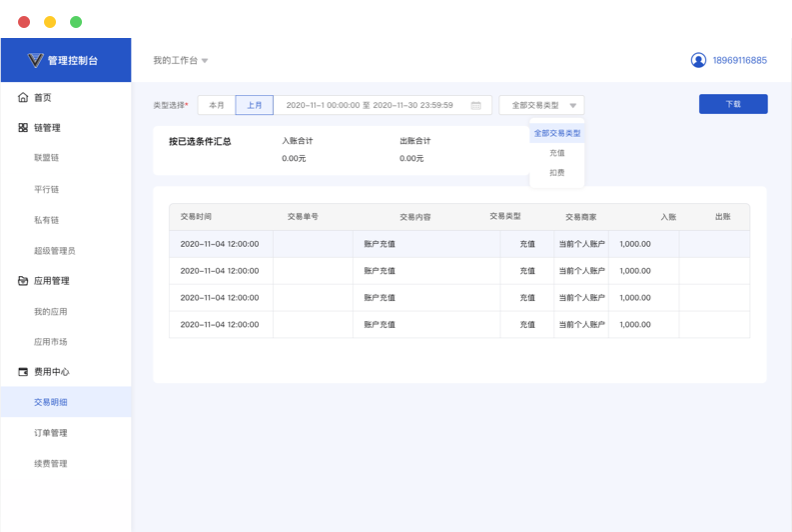 管理控制台
我的工作台
18969116885
首页
链管理
联盟链
平行链
私有链
超级管理员
应用管理
我的应用
应用市场
费用中心
交易明细
订单管理
续费管理
类型选择* 本月 上月 2020-11-1 00:00:00 至 2020-11-30 23:59:59 全部交易类型 下载
全部交易类型
充值
扣费
按已选条件汇总 入账合计 出账合计
0.00元 0.00元
交易时间 交易单号 交易内容 交易类型 交易商家 入账 出账
2020-11-04 12:00:00 账户充值 充值 当前个人账户 1,000.00
2020-11-04 12:00:00 账户充值 充值 当前个人账户 1,000.00
2020-11-04 12:00:00 账户充值 充值 当前个人账户 1,000.00
2020-11-04 12:00:00 账户充值 充值 当前个人账户 1,000.00